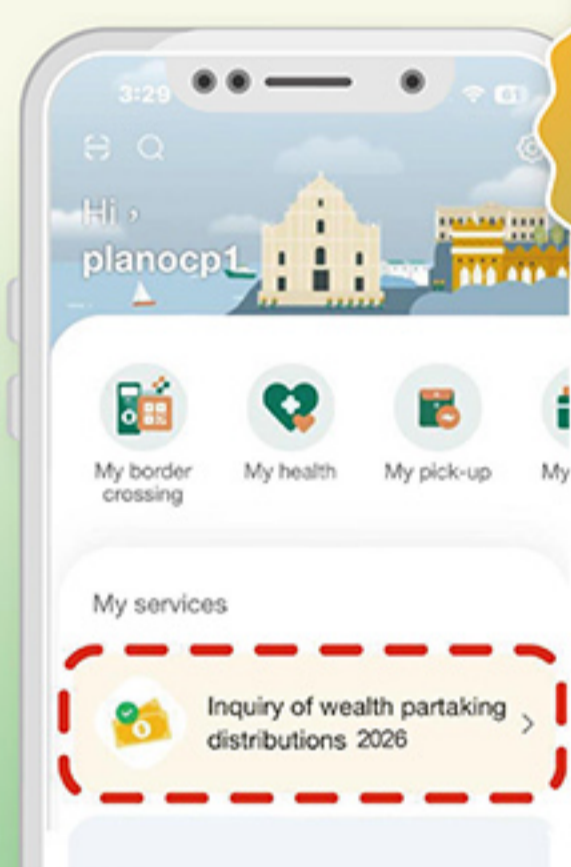 3:29
61
Hi ,
planocp1
My border
crossing
My health
My pick-up
My
My services
Inquiry of wealth partaking
distributions 2026